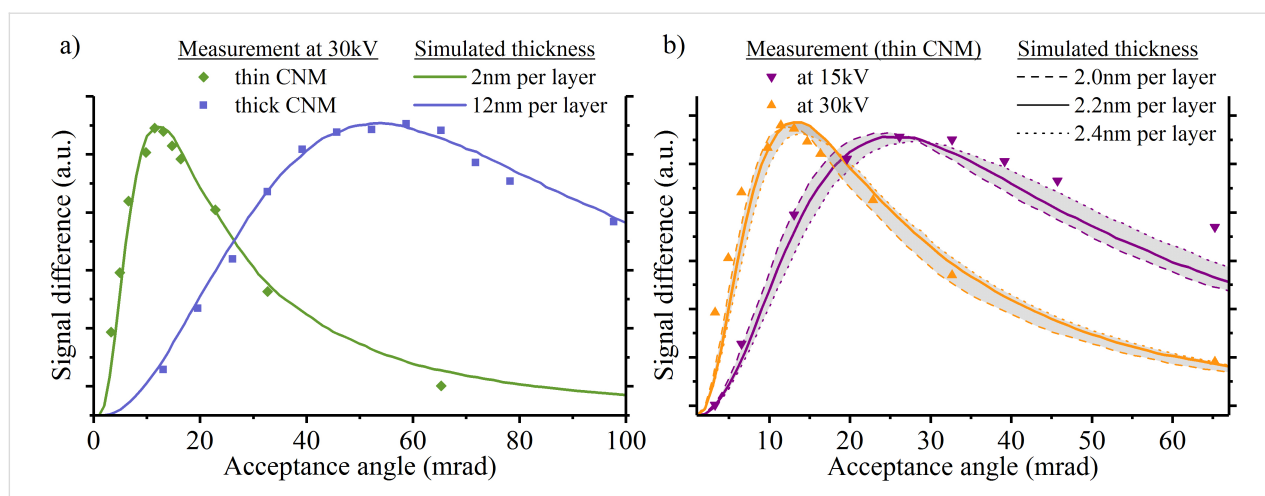 a)
Measurement at 30kV
Simulated thickness
thin CNM
2nm per layer
thick CNM
12nm per layer
Signal difference (a.u.)
0 20 40 60 80 100
Acceptance angle (mrad)
b)
Measurement (thin CNM)
Simulated thickness
at 15kV
2.0nm per layer
at 30kV
2.2nm per layer
2.4nm per layer
Signal difference (a.u.)
10 20 30 40 50 60
Acceptance angle (mrad)